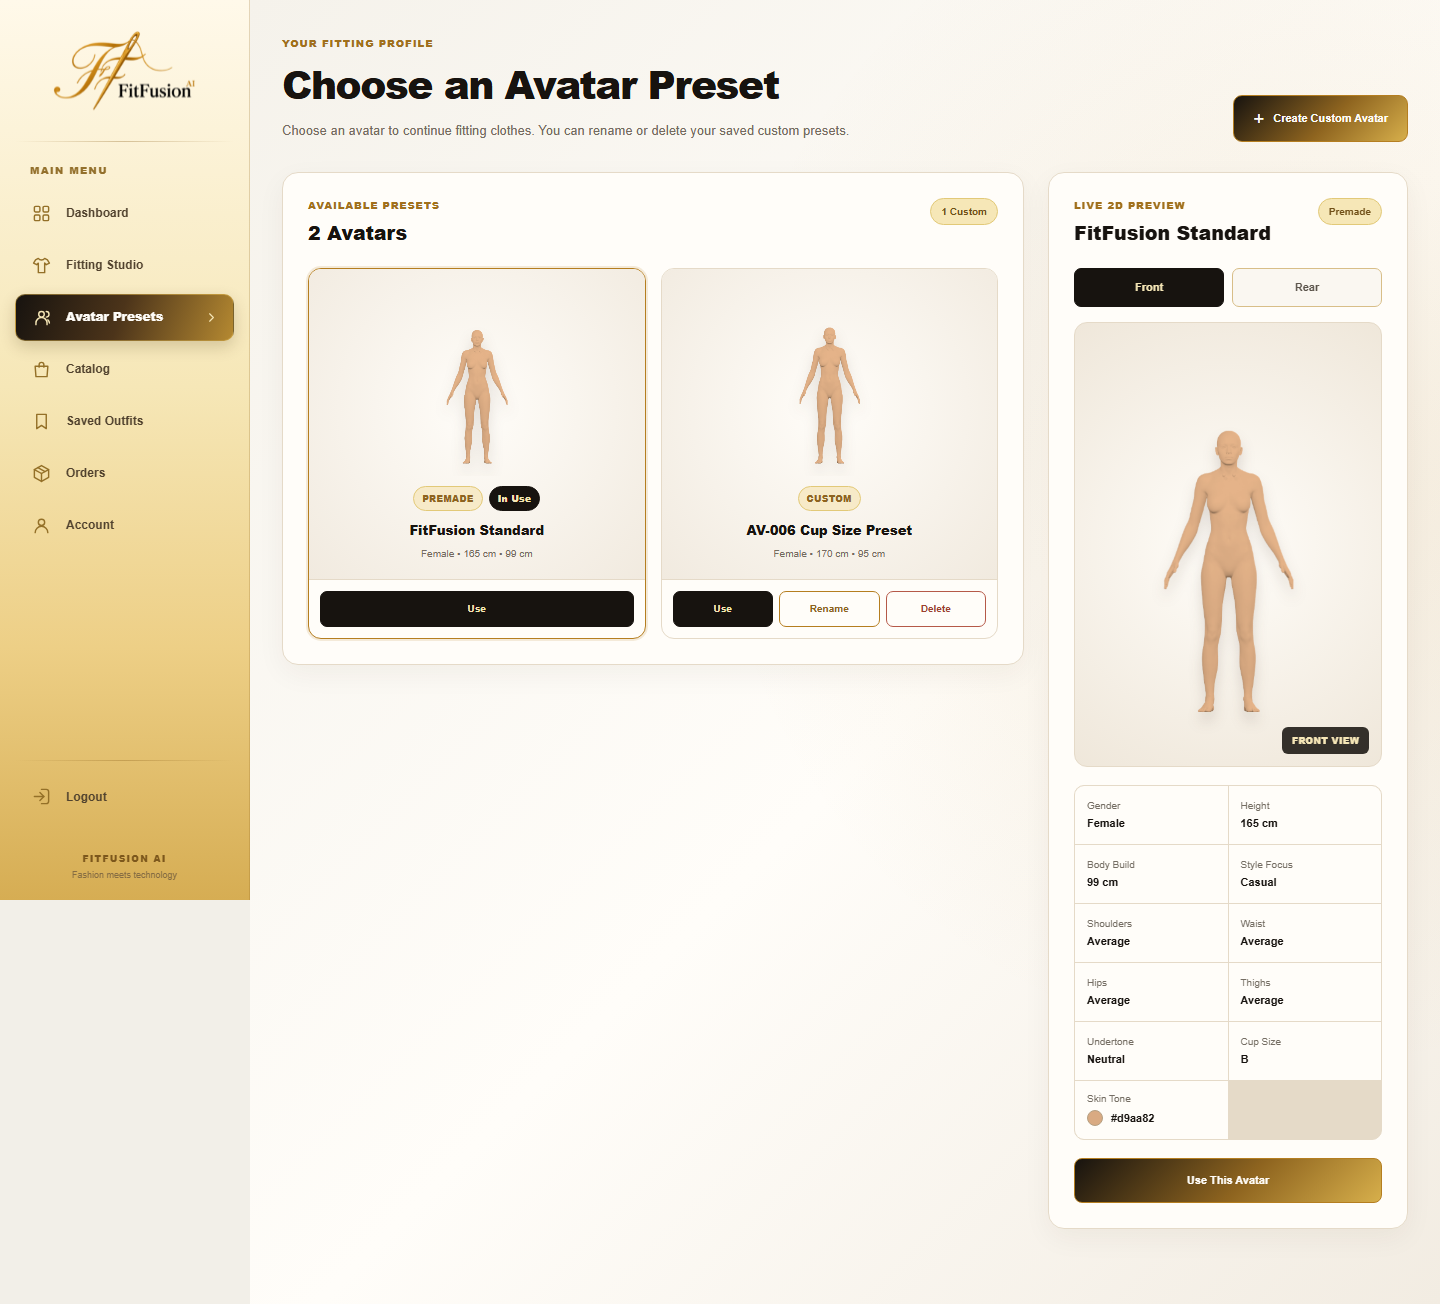 FitFusion AI
MAIN MENU
Dashboard
Fitting Studio
Avatar Presets
Catalog
Saved Outfits
Orders
Account
Logout
FITFUSION AI
Fashion meets technology
YOUR FITTING PROFILE
Choose an Avatar Preset
Choose an avatar to continue fitting clothes. You can rename or delete your saved custom presets.
Create Custom Avatar
AVAILABLE PRESETS
2 Avatars
1 Custom
PREMADE
In Use
FitFusion Standard
Female • 165 cm • 99 cm
Use
CUSTOM
AV-006 Cup Size Preset
Female • 170 cm • 95 cm
Use
Rename
Delete
LIVE 2D PREVIEW
FitFusion Standard
Premade
Front
Rear
FRONT VIEW
Gender
Female
Height
165 cm
Body Build
99 cm
Style Focus
Casual
Shoulders
Average
Waist
Average
Hips
Average
Thighs
Average
Undertone
Neutral
Cup Size
B
Skin Tone
#d9aa82
Use This Avatar